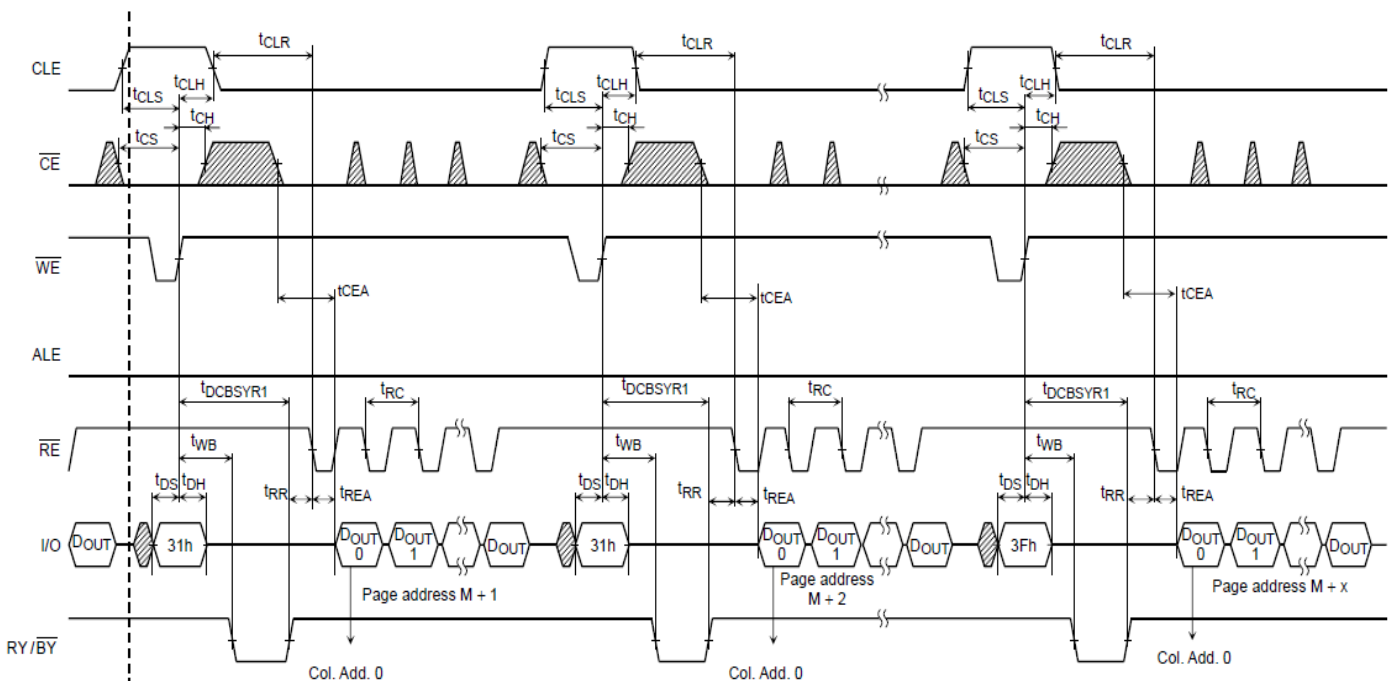 CLE
tCLR
tCLR
tCLR
tCLH
tCLH
tCLH
tCLS
tCLS
tCLS
tCH
tCH
tCH
tCS
tCS
tCS
CE
WE
tCEA
tCEA
tCEA
ALE
tDCBSYR1
tDCBSYR1
tDCBSYR1
tRC
tRC
tRC
RE
tWB
tWB
tWB
tDS tDH
tRR
tREA
tDS tDH
tRR
tREA
tDS tDH
tRR
tREA
I/O
DOUT
31h
DOUT 0
DOUT 1
DOUT
31h
DOUT 0
DOUT 1
DOUT
3Fh
DOUT 0
DOUT 1
DOUT
Page address M + 1
Page address
M + 2
Page address M + x
RY/BY
Col. Add. 0
Col. Add. 0
Col. Add. 0